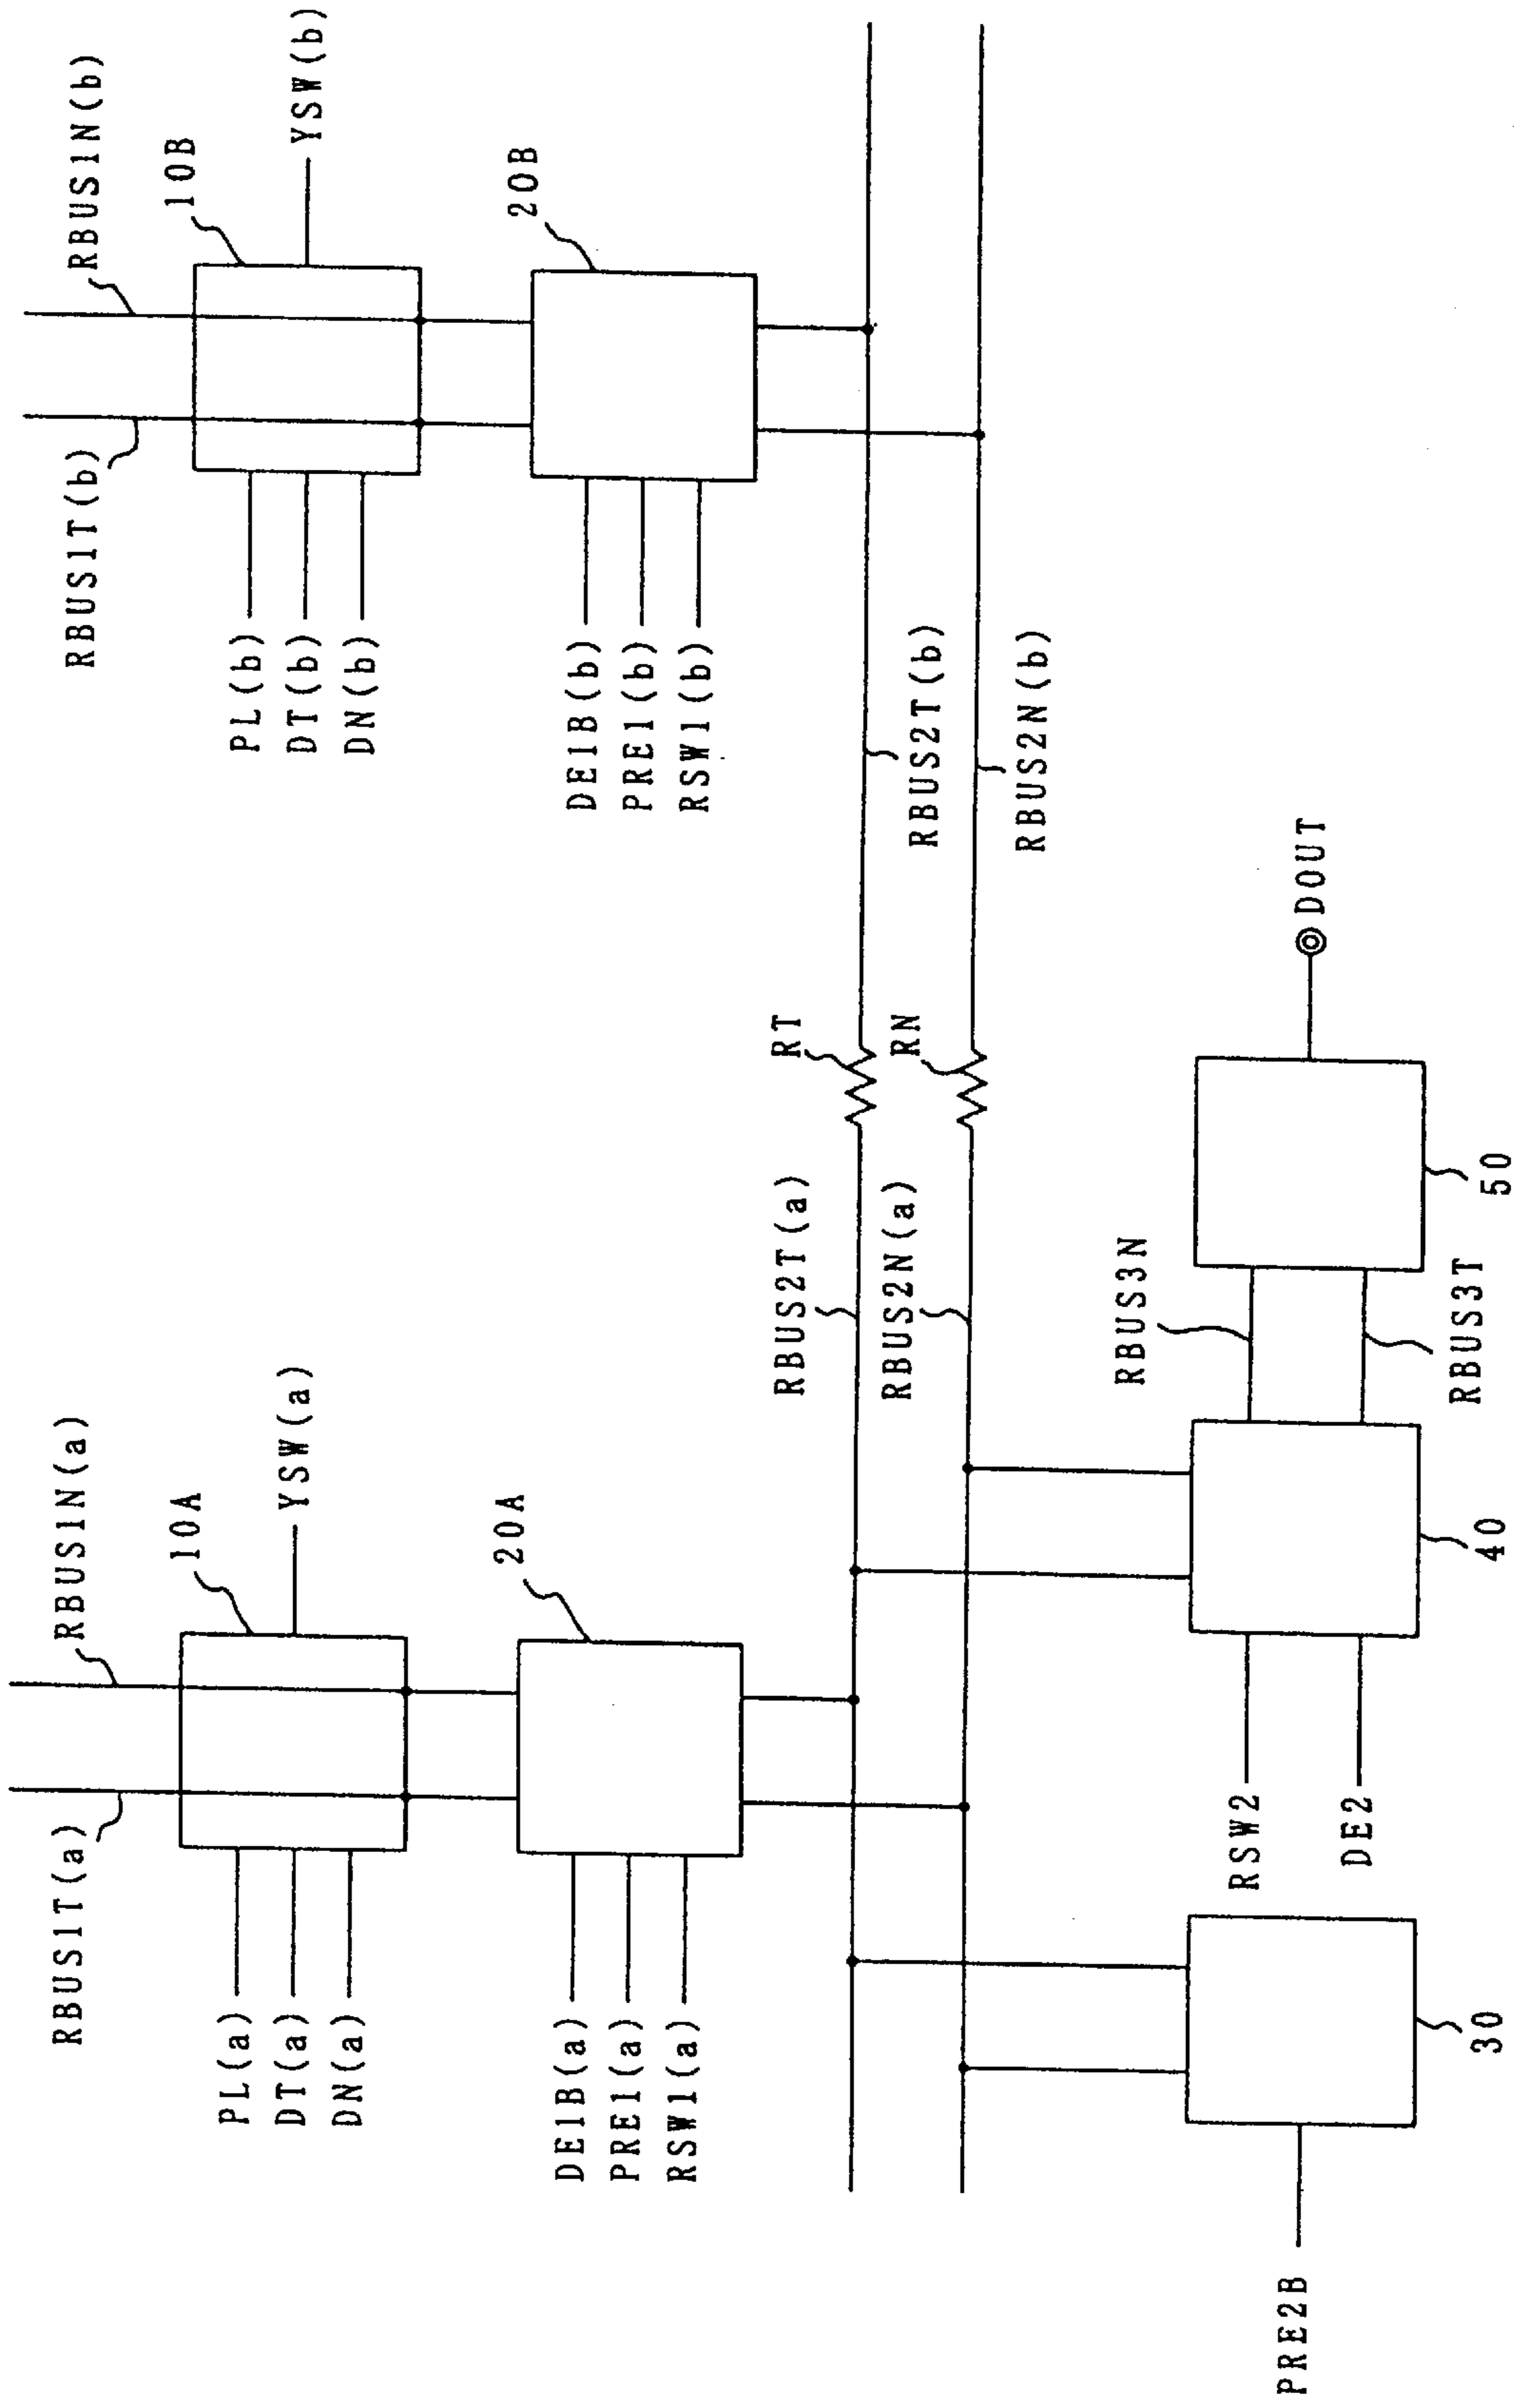 RBUS1T(a)
RBUS1N(a)
10A
PL(a)
DT(a)
DN(a)
YSW(a)
20A
DE1B(a)
PRE1(a)
RSW1(a)
RBUS1T(b)
RBUS1N(b)
10B
PL(b)
DT(b)
DN(b)
YSW(b)
20B
DE1B(b)
PRE1(b)
RSW1(b)
RBUS2T(a)
RT
RBUS2N(a)
RN
RBUS2T(b)
RBUS2N(b)
PRE2B
30
RSW2
DE2
40
RBUS3N
RBUS3T
50
DOUT